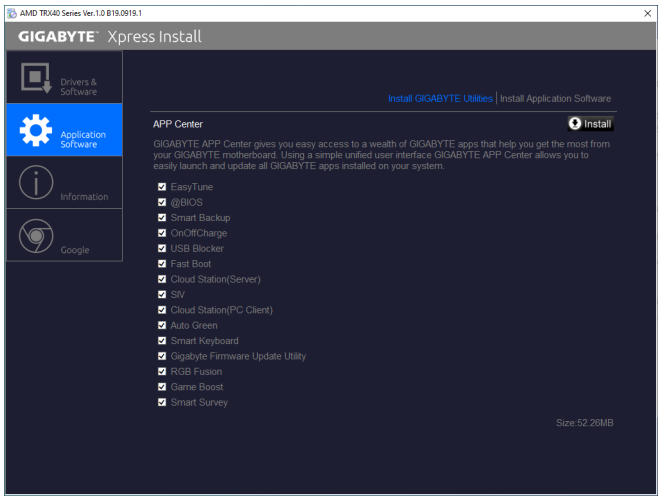 AMD TRX40 Series Ver.1.0 B19.0919.1
GIGABYTE™ Xpress Install
Drivers &
Software
Application
Software
Information
Google
Install GIGABYTE Utilities | Install Application Software
APP Center
Install
GIGABYTE APP Center gives you easy access to a wealth of GIGABYTE apps that help you get the most from
your GIGABYTE motherboard. Using a simple unified user interface GIGABYTE APP Center allows you to
easily launch and update all GIGABYTE apps installed on your system.
EasyTune
@BIOS
Smart Backup
OnOffCharge
USB Blocker
Fast Boot
Cloud Station(Server)
SIV
Cloud Station(PC Client)
Auto Green
Smart Keyboard
Gigabyte Firmware Update Utility
RGB Fusion
Game Boost
Smart Survey
Size:52.26MB